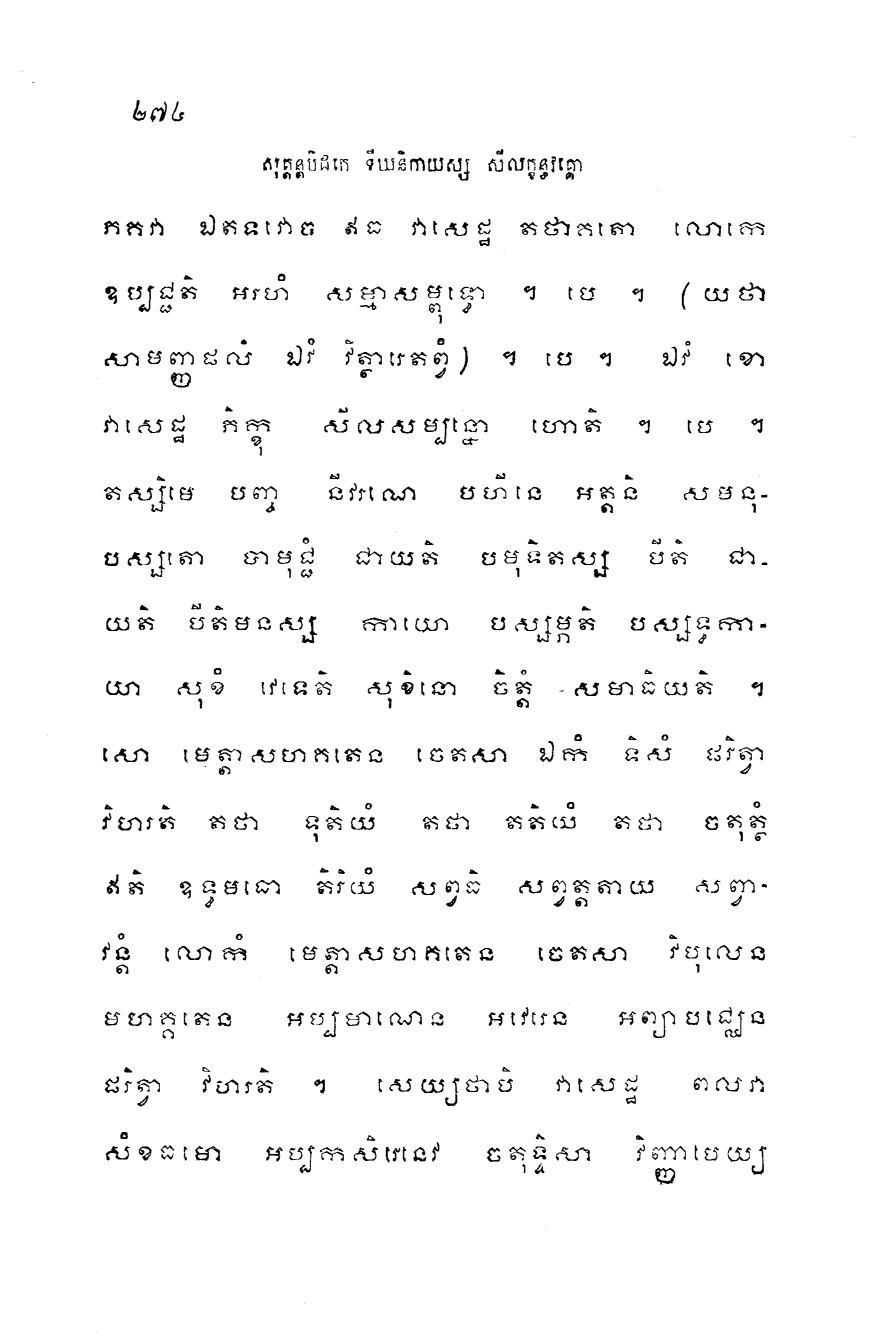 ២៧៤
សុត្តន្តបិដកេ ទីឃនិកាយស្ស សីលក្ខន្ធវគ្គោ
ភគវា ឯតទវោច ឥធ វាសេដ្ឋ តថាគតោ លោកេ
ឧប្បជ្ជតិ អរហំ សម្មាសម្ពុទ្ធោ ។ បេ ។ (យថា
សាមញ្ញផលំ ឯវំ វិត្ថារេតព្វំ) ។ បេ ។ ឯវំ ខោ
វាសេដ្ឋ ភិក្ខុ សីលសម្បន្នោ ហោតិ ។ បេ ។
តស្សិមេ បញ្ច នីវរណេ បហីនេ អត្តនិ សមនុ-
បស្សតោ បាមុជ្ជំ ជាយតិ បមុទិតស្ស បីតិ ជា-
យតិ បីតិមនស្ស កាយោ បស្សម្ភតិ បស្សទ្ធកា-
យោ សុខំ វេទេតិ សុខិនោ ចិត្តំ សមាធិយតិ ។
សោ មេត្តាសហគតេន ចេតសា ឯកំ ទិសំ ផរិត្វា
វិហរតិ តថា ទុតិយំ តថា តតិយំ តថា ចតុត្ថំ
ឥតិ ឧទ្ធមធោ តិរិយំ សព្វធិ សព្វត្តតាយ សព្វា-
វន្តំ លោកំ មេត្តាសហគតេន ចេតសា វិបុលេន
មហគ្គតេន អប្បមាណេន អវេរេន អព្យាបជ្ឈេន
ផរិត្វា វិហរតិ ។ សេយ្យថាបិ វាសេដ្ឋ ពលវា
សំខធមោ អប្បកសិរេនេវ ចតុទ្ទិសា វិញ្ញាបេយ្យ